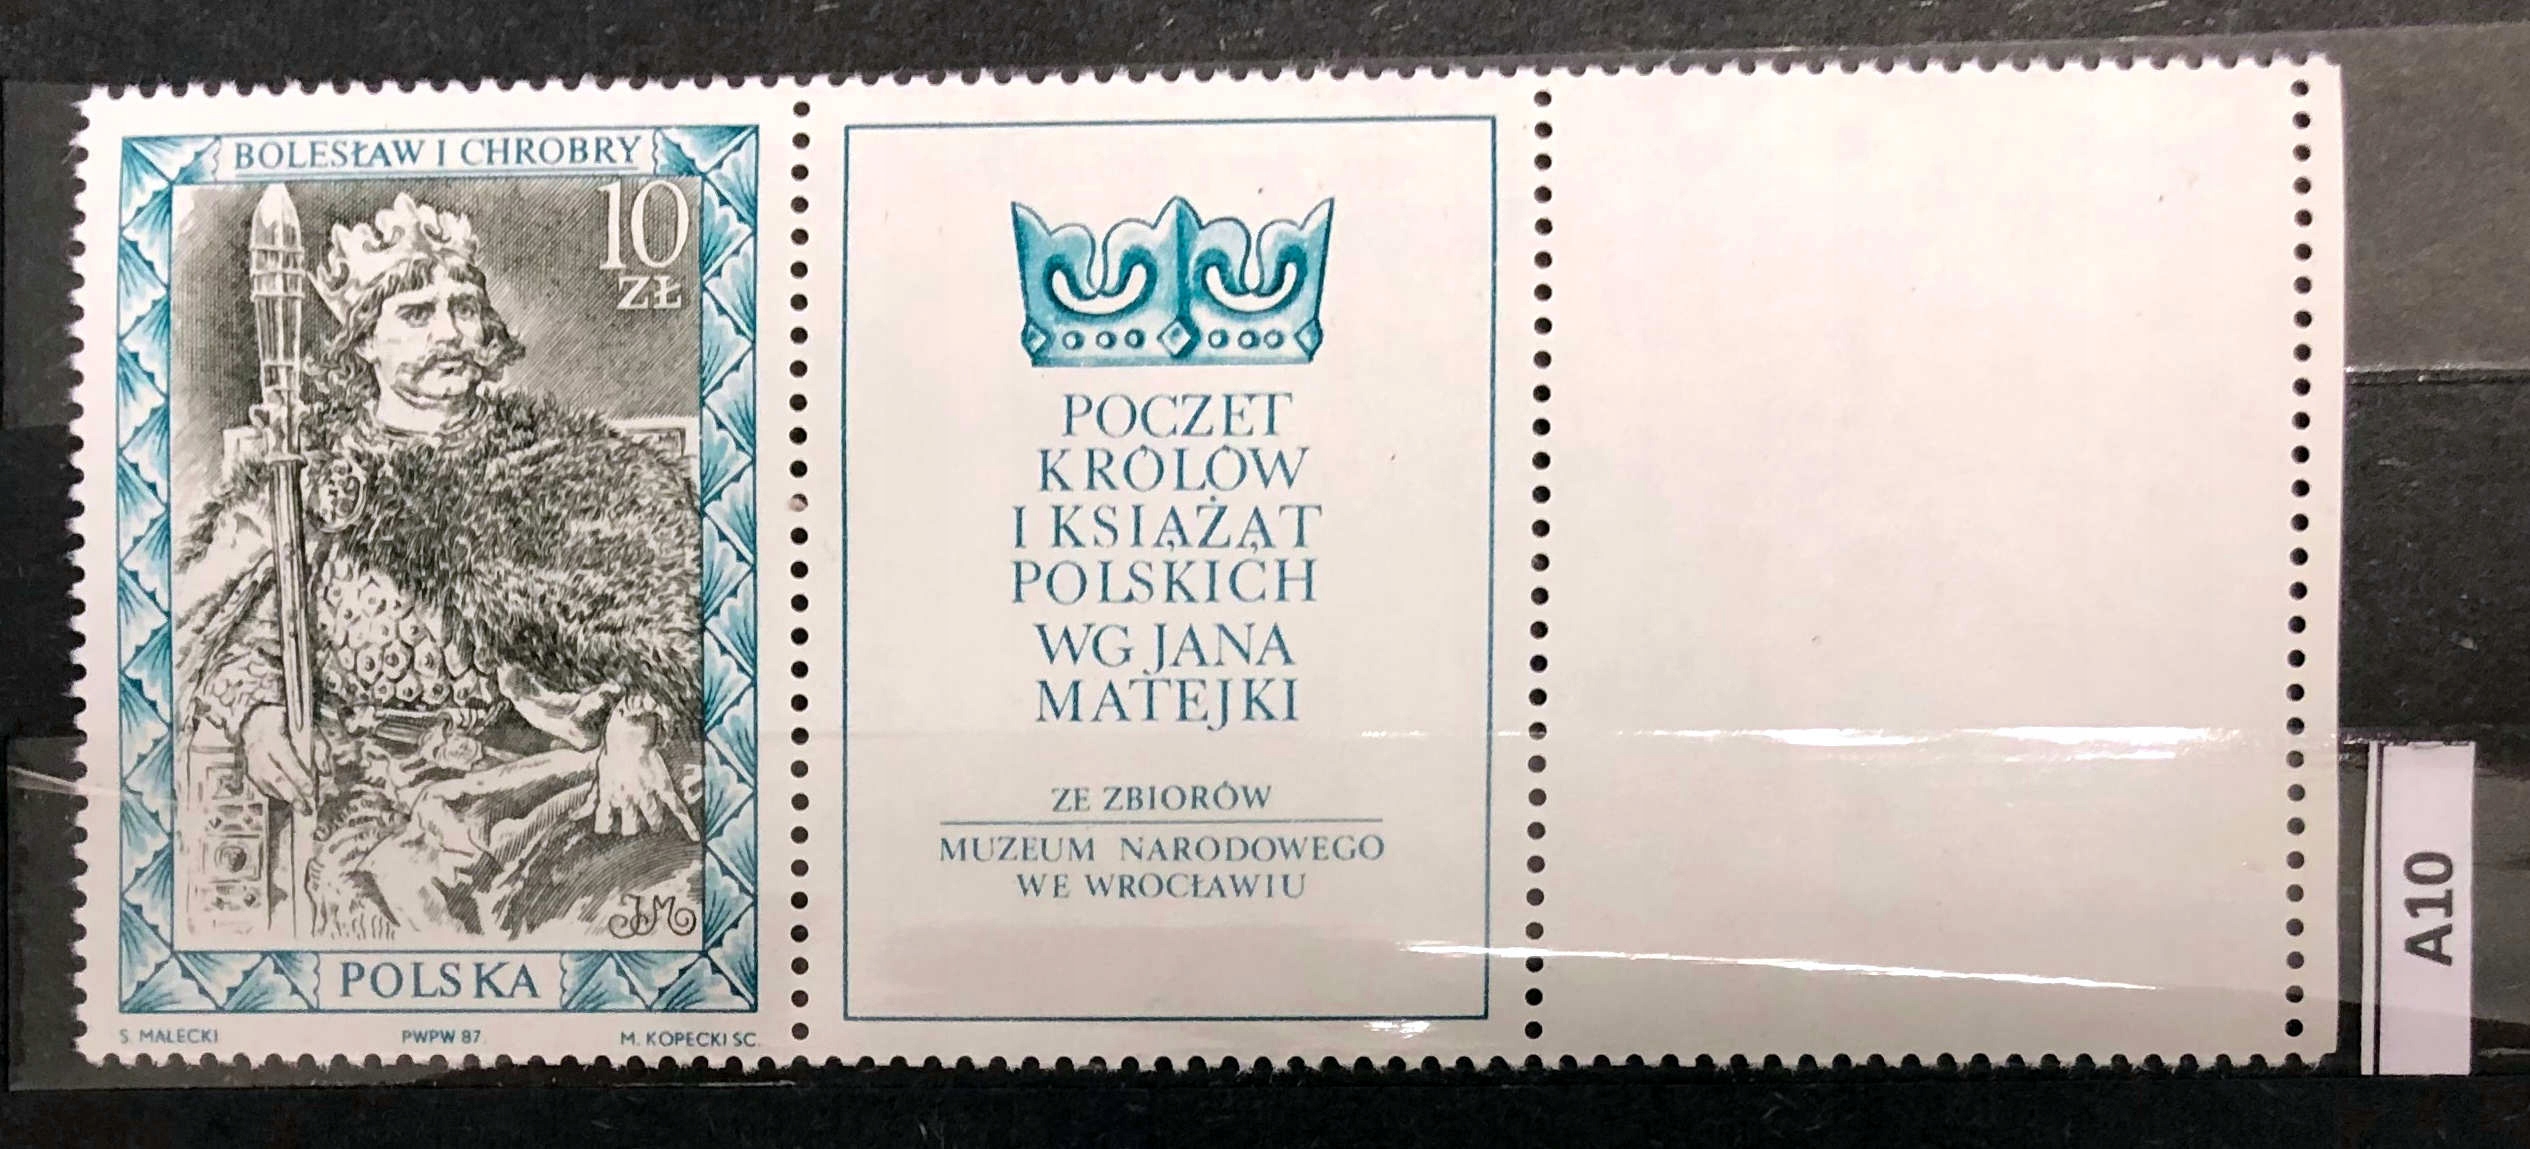 BOLESŁAW I CHROBRY
10
ZŁ
JM
POLSKA
S. MAŁECKI PWPW 87. M. KOPECKI SC.
POCZET
KRÓLÓW
I KSIĄŻĄT
POLSKICH
WG JANA
MATEJKI
ZE ZBIORÓW
MUZEUM NARODOWEGO
WE WROCŁAWIU
A10